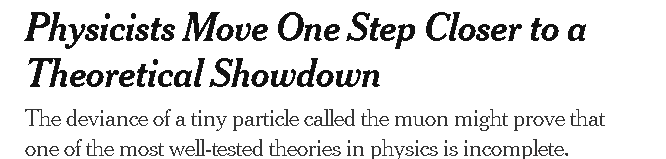 Physicists Move One Step Closer to a
Theoretical Showdown
The deviance of a tiny particle called the muon might prove that
one of the most well-tested theories in physics is incomplete.